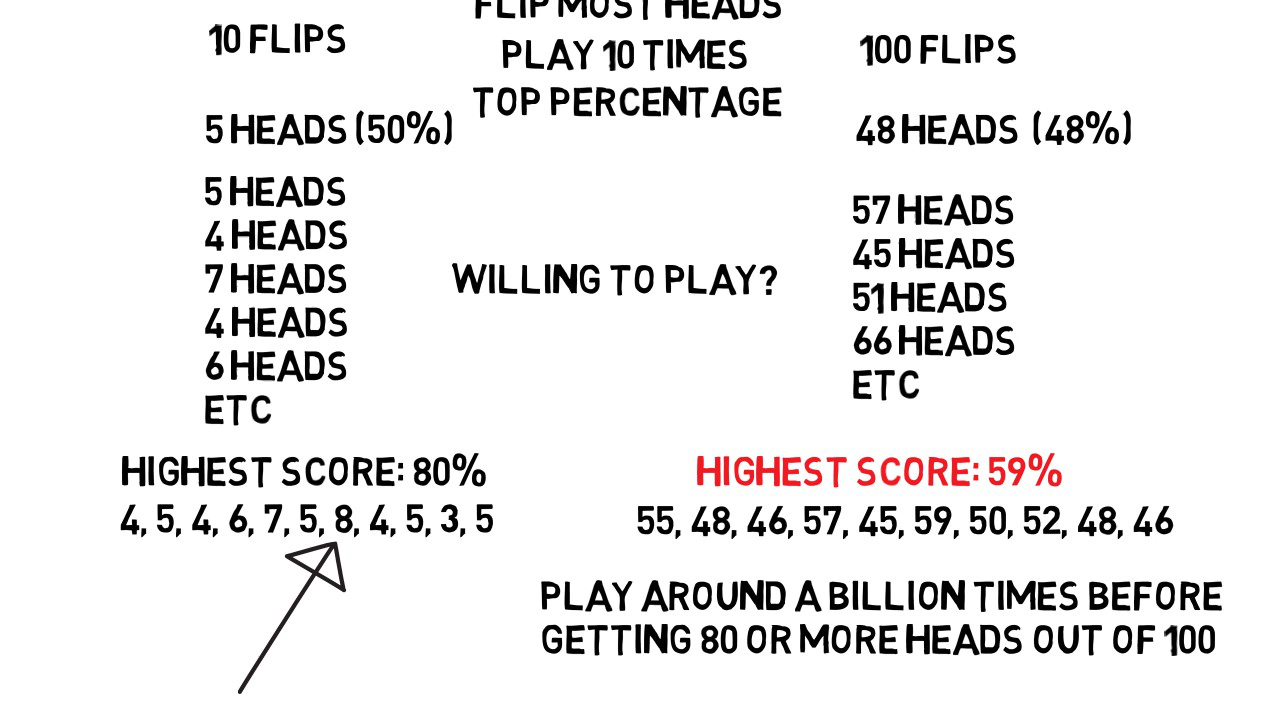 FLIP MOST HEADS
PLAY 10 TIMES
TOP PERCENTAGE
10 FLIPS
5 HEADS (50%)
5 HEADS
4 HEADS
7 HEADS
4 HEADS
6 HEADS
ETC
WILLING TO PLAY?
100 FLIPS
48 HEADS (48%)
57 HEADS
45 HEADS
51 HEADS
66 HEADS
ETC
HIGHEST SCORE: 80%
4, 5, 4, 6, 7, 5, 8, 4, 5, 3, 5
HIGHEST SCORE: 59%
55, 48, 46, 57, 45, 59, 50, 52, 48, 46
PLAY AROUND A BILLION TIMES BEFORE
GETTING 80 OR MORE HEADS OUT OF 100